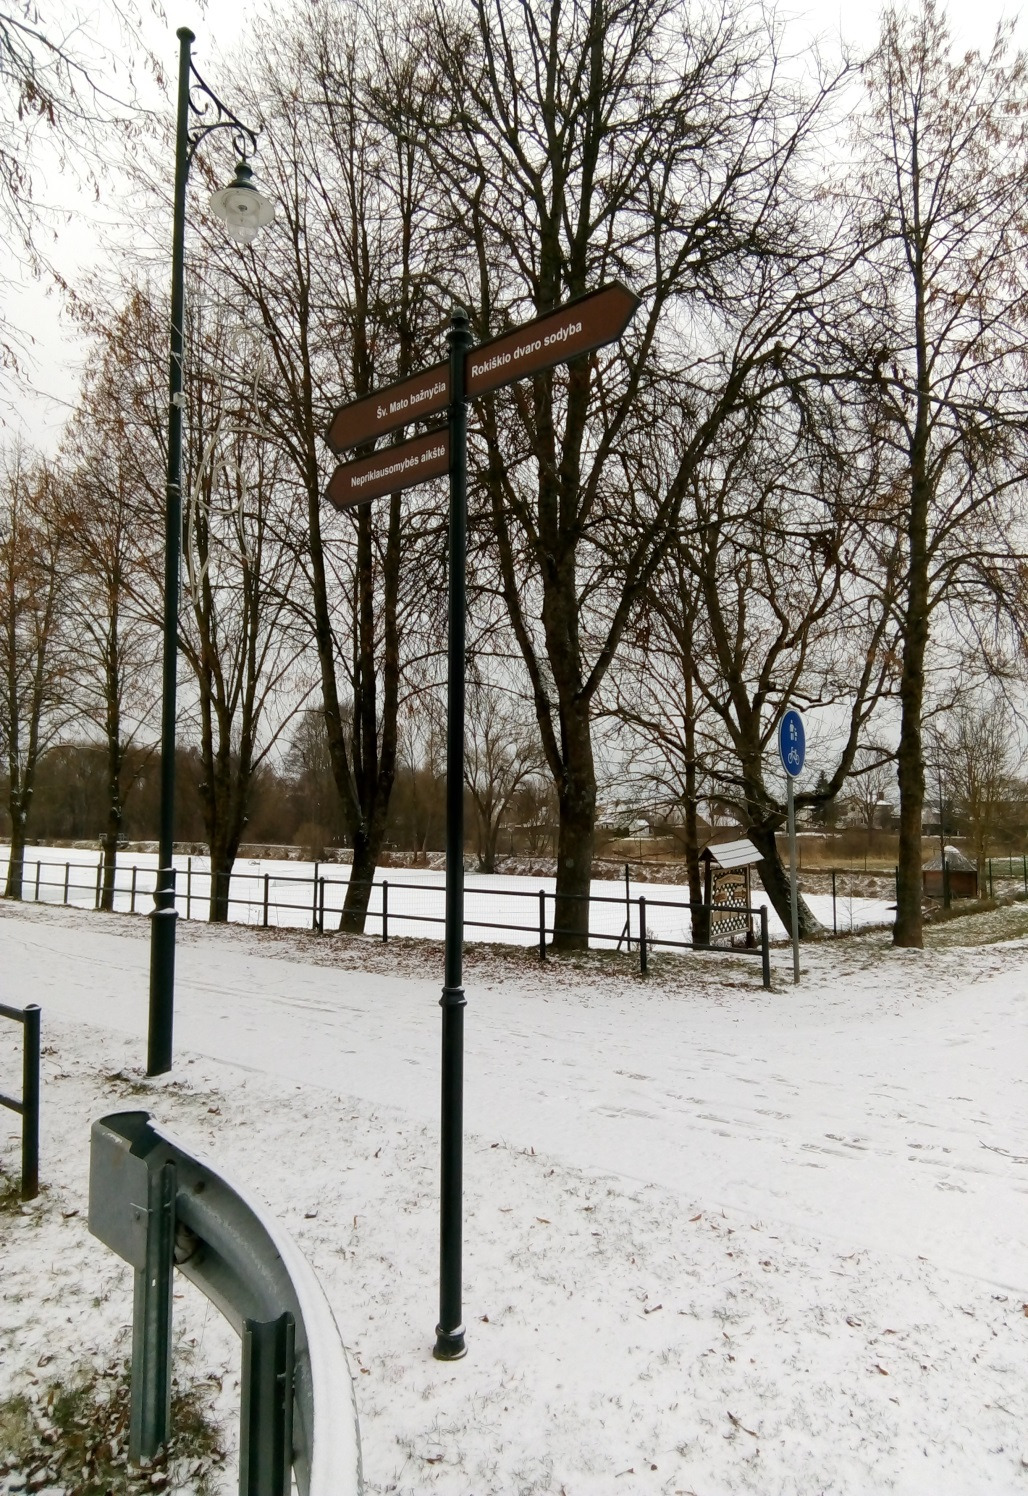 Rokiškio dvaro sodyba
Šv. Mato bažnyčia
Nepriklausomybės aikštė